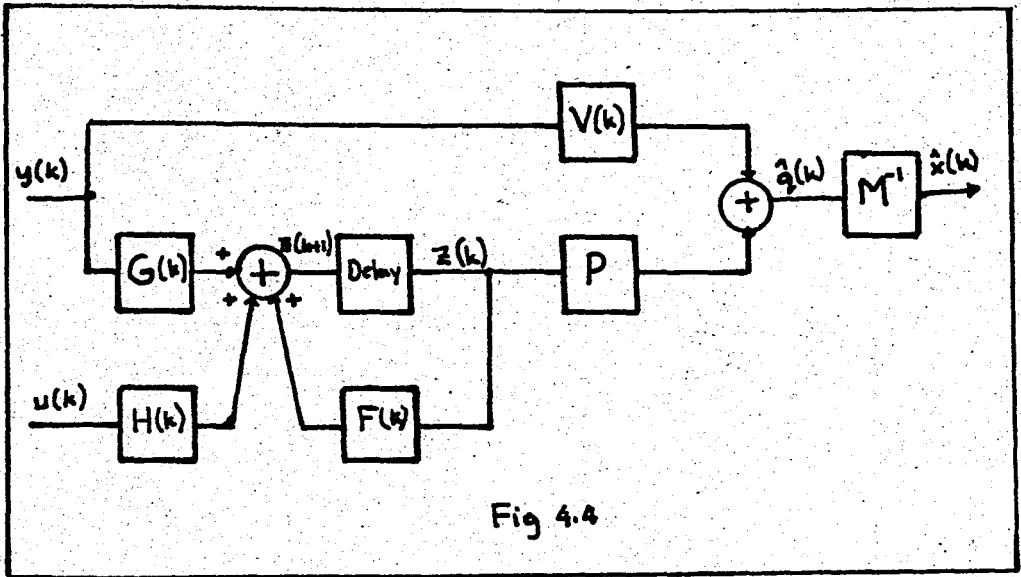 V(k)
y(k)
q̂(k)
M⁻¹
x̂(k)
+
G(k)
+
+
z(k+1)
Delay
z(k)
P
+
+
u(k)
H(k)
F(k)
Fig 4.4